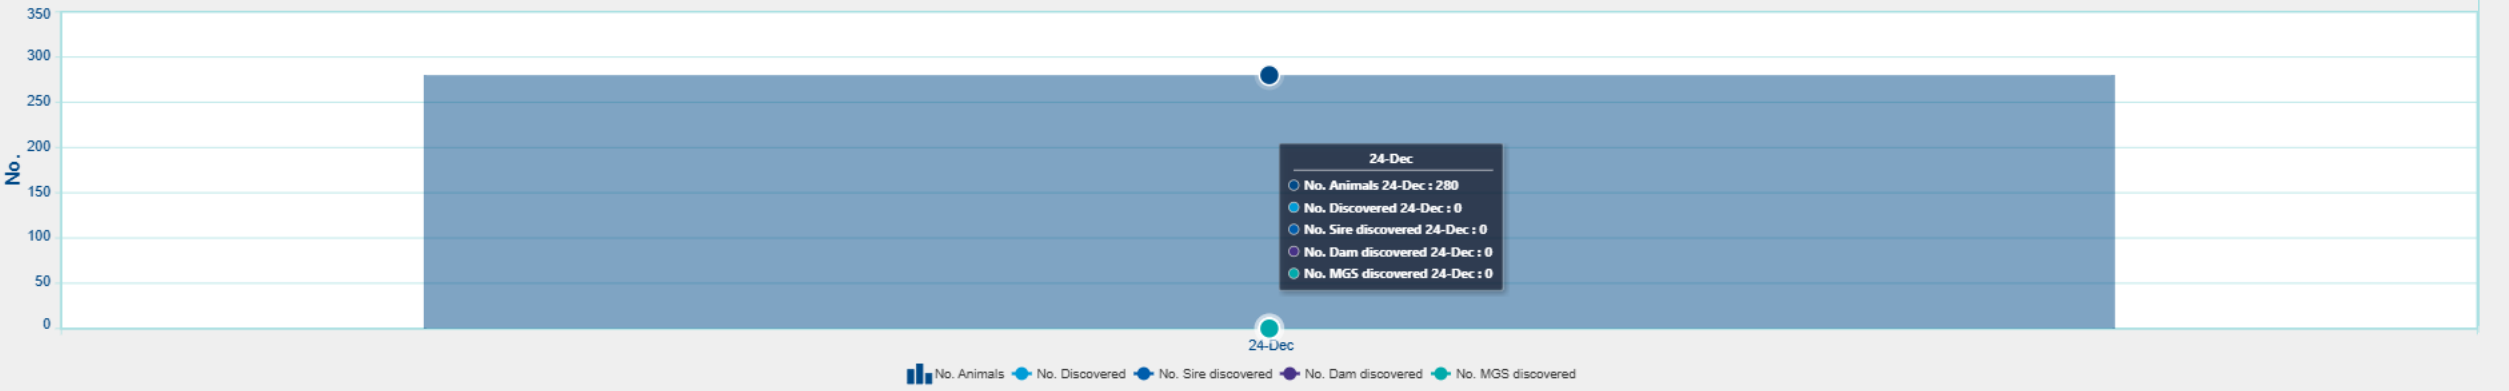 350
300
250
200
150
100
50
0
No.
24-Dec
No. Animals 24-Dec : 280
No. Discovered 24-Dec : 0
No. Sire discovered 24-Dec : 0
No. Dam discovered 24-Dec : 0
No. MGS discovered 24-Dec : 0
24-Dec
No. Animals No. Discovered No. Sire discovered No. Dam discovered No. MGS discovered